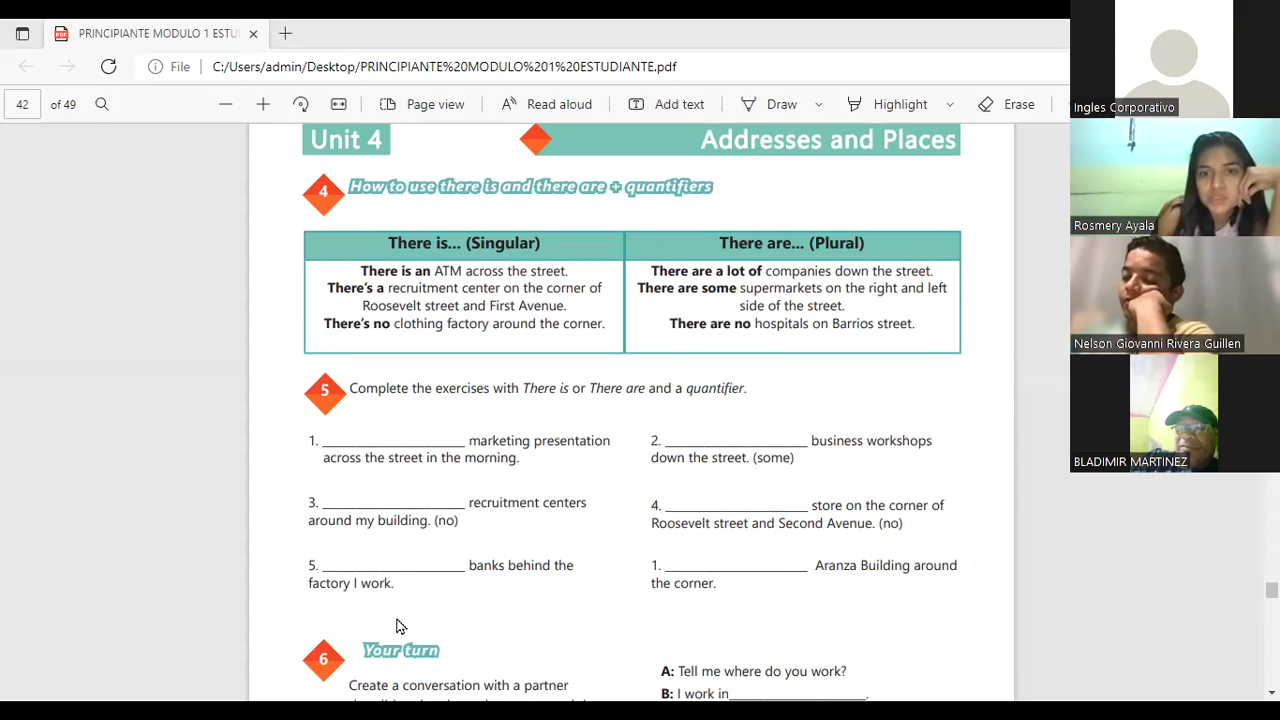 PRINCIPIANTE MODULO 1 ESTU
File
C:/Users/admin/Desktop/PRINCIPIANTE%20MODULO%201%20ESTUDIANTE.pdf
42 of 49
Page view
Read aloud
Add text
Draw
Highlight
Erase
Unit 4
Addresses and Places
4 How to use there is and there are + quantifiers
There is... (Singular)
There are... (Plural)
There is an ATM across the street.
There's a recruitment center on the corner of
Roosevelt street and First Avenue.
There's no clothing factory around the corner.
There are a lot of companies down the street.
There are some supermarkets on the right and left
side of the street.
There are no hospitals on Barrios street.
5 Complete the exercises with There is or There are and a quantifier.
1. ______________________ marketing presentation
across the street in the morning.
2. ______________________ business workshops
down the street. (some)
3. ______________________ recruitment centers
around my building. (no)
4. ______________________ store on the corner of
Roosevelt street and Second Avenue. (no)
5. ______________________ banks behind the
factory I work.
1. ______________________ Aranza Building around
the corner.
6 Your turn
Create a conversation with a partner
A: Tell me where do you work?
B: I work in_____________________.
Ingles Corporativo
Rosmery Ayala
Nelson Giovanni Rivera Guillen
BLADIMIR MARTINEZ